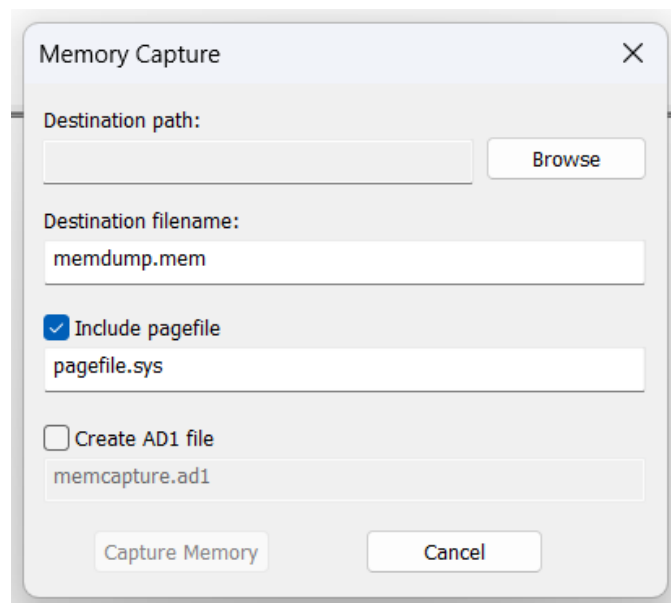 Memory Capture
Destination path:
Browse
Destination filename:
memdump.mem
Include pagefile
pagefile.sys
Create AD1 file
memcapture.ad1
Capture Memory Cancel